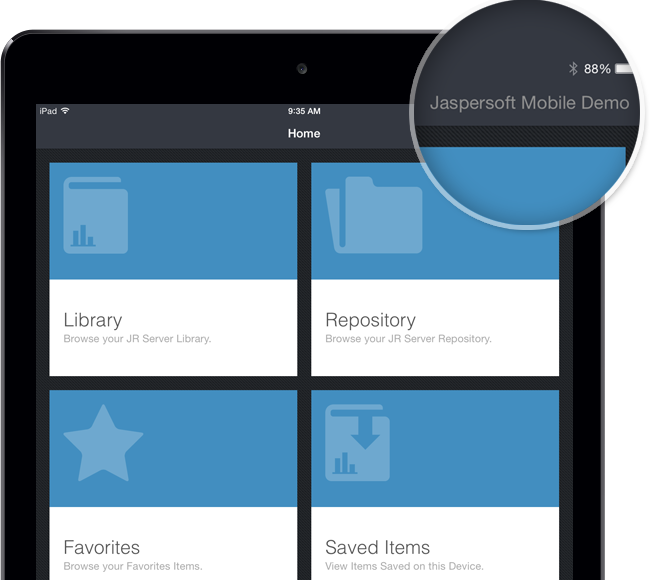 iPad 9:35 AM 88%
Jaspersoft Mobile Demo
Home
Library
Browse your JR Server Library.
Repository
Browse your JR Server Repository.
Favorites
Browse your Favorites Items.
Saved Items
View Items Saved on this Device.